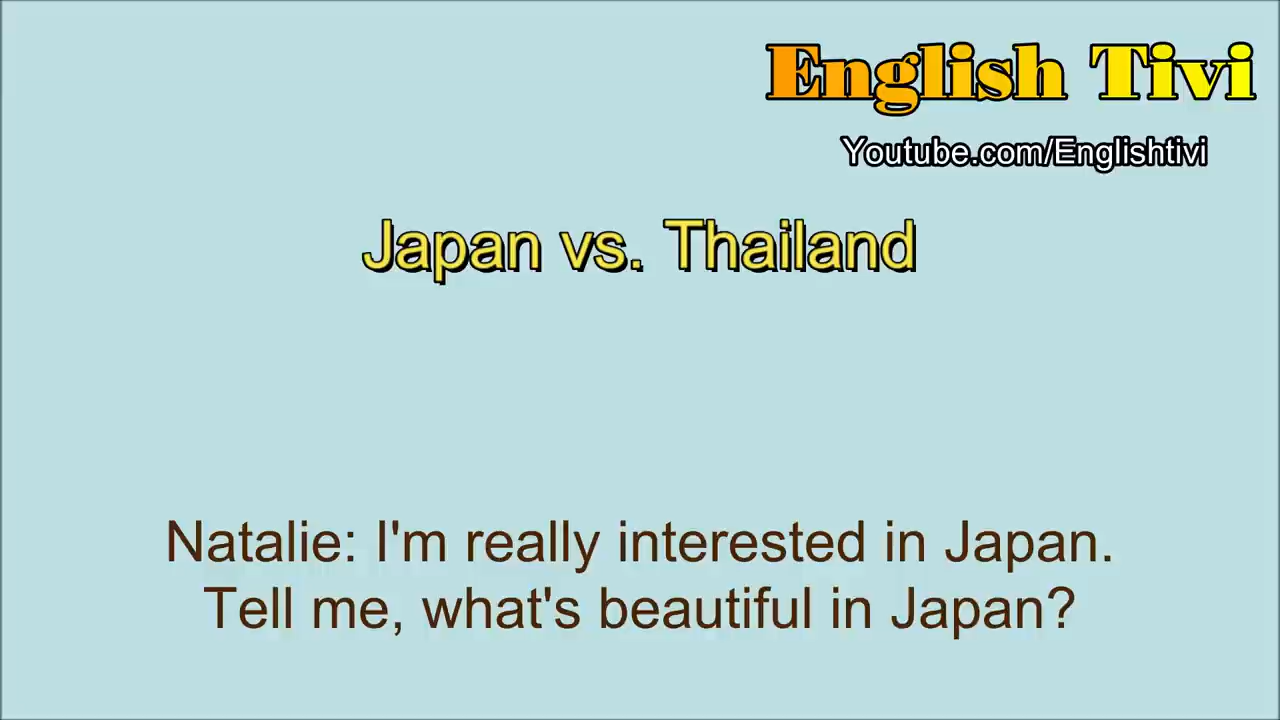 English Tivi
Youtube.com/Englishtivi
Japan vs. Thailand
Natalie: I'm really interested in Japan.
Tell me, what's beautiful in Japan?